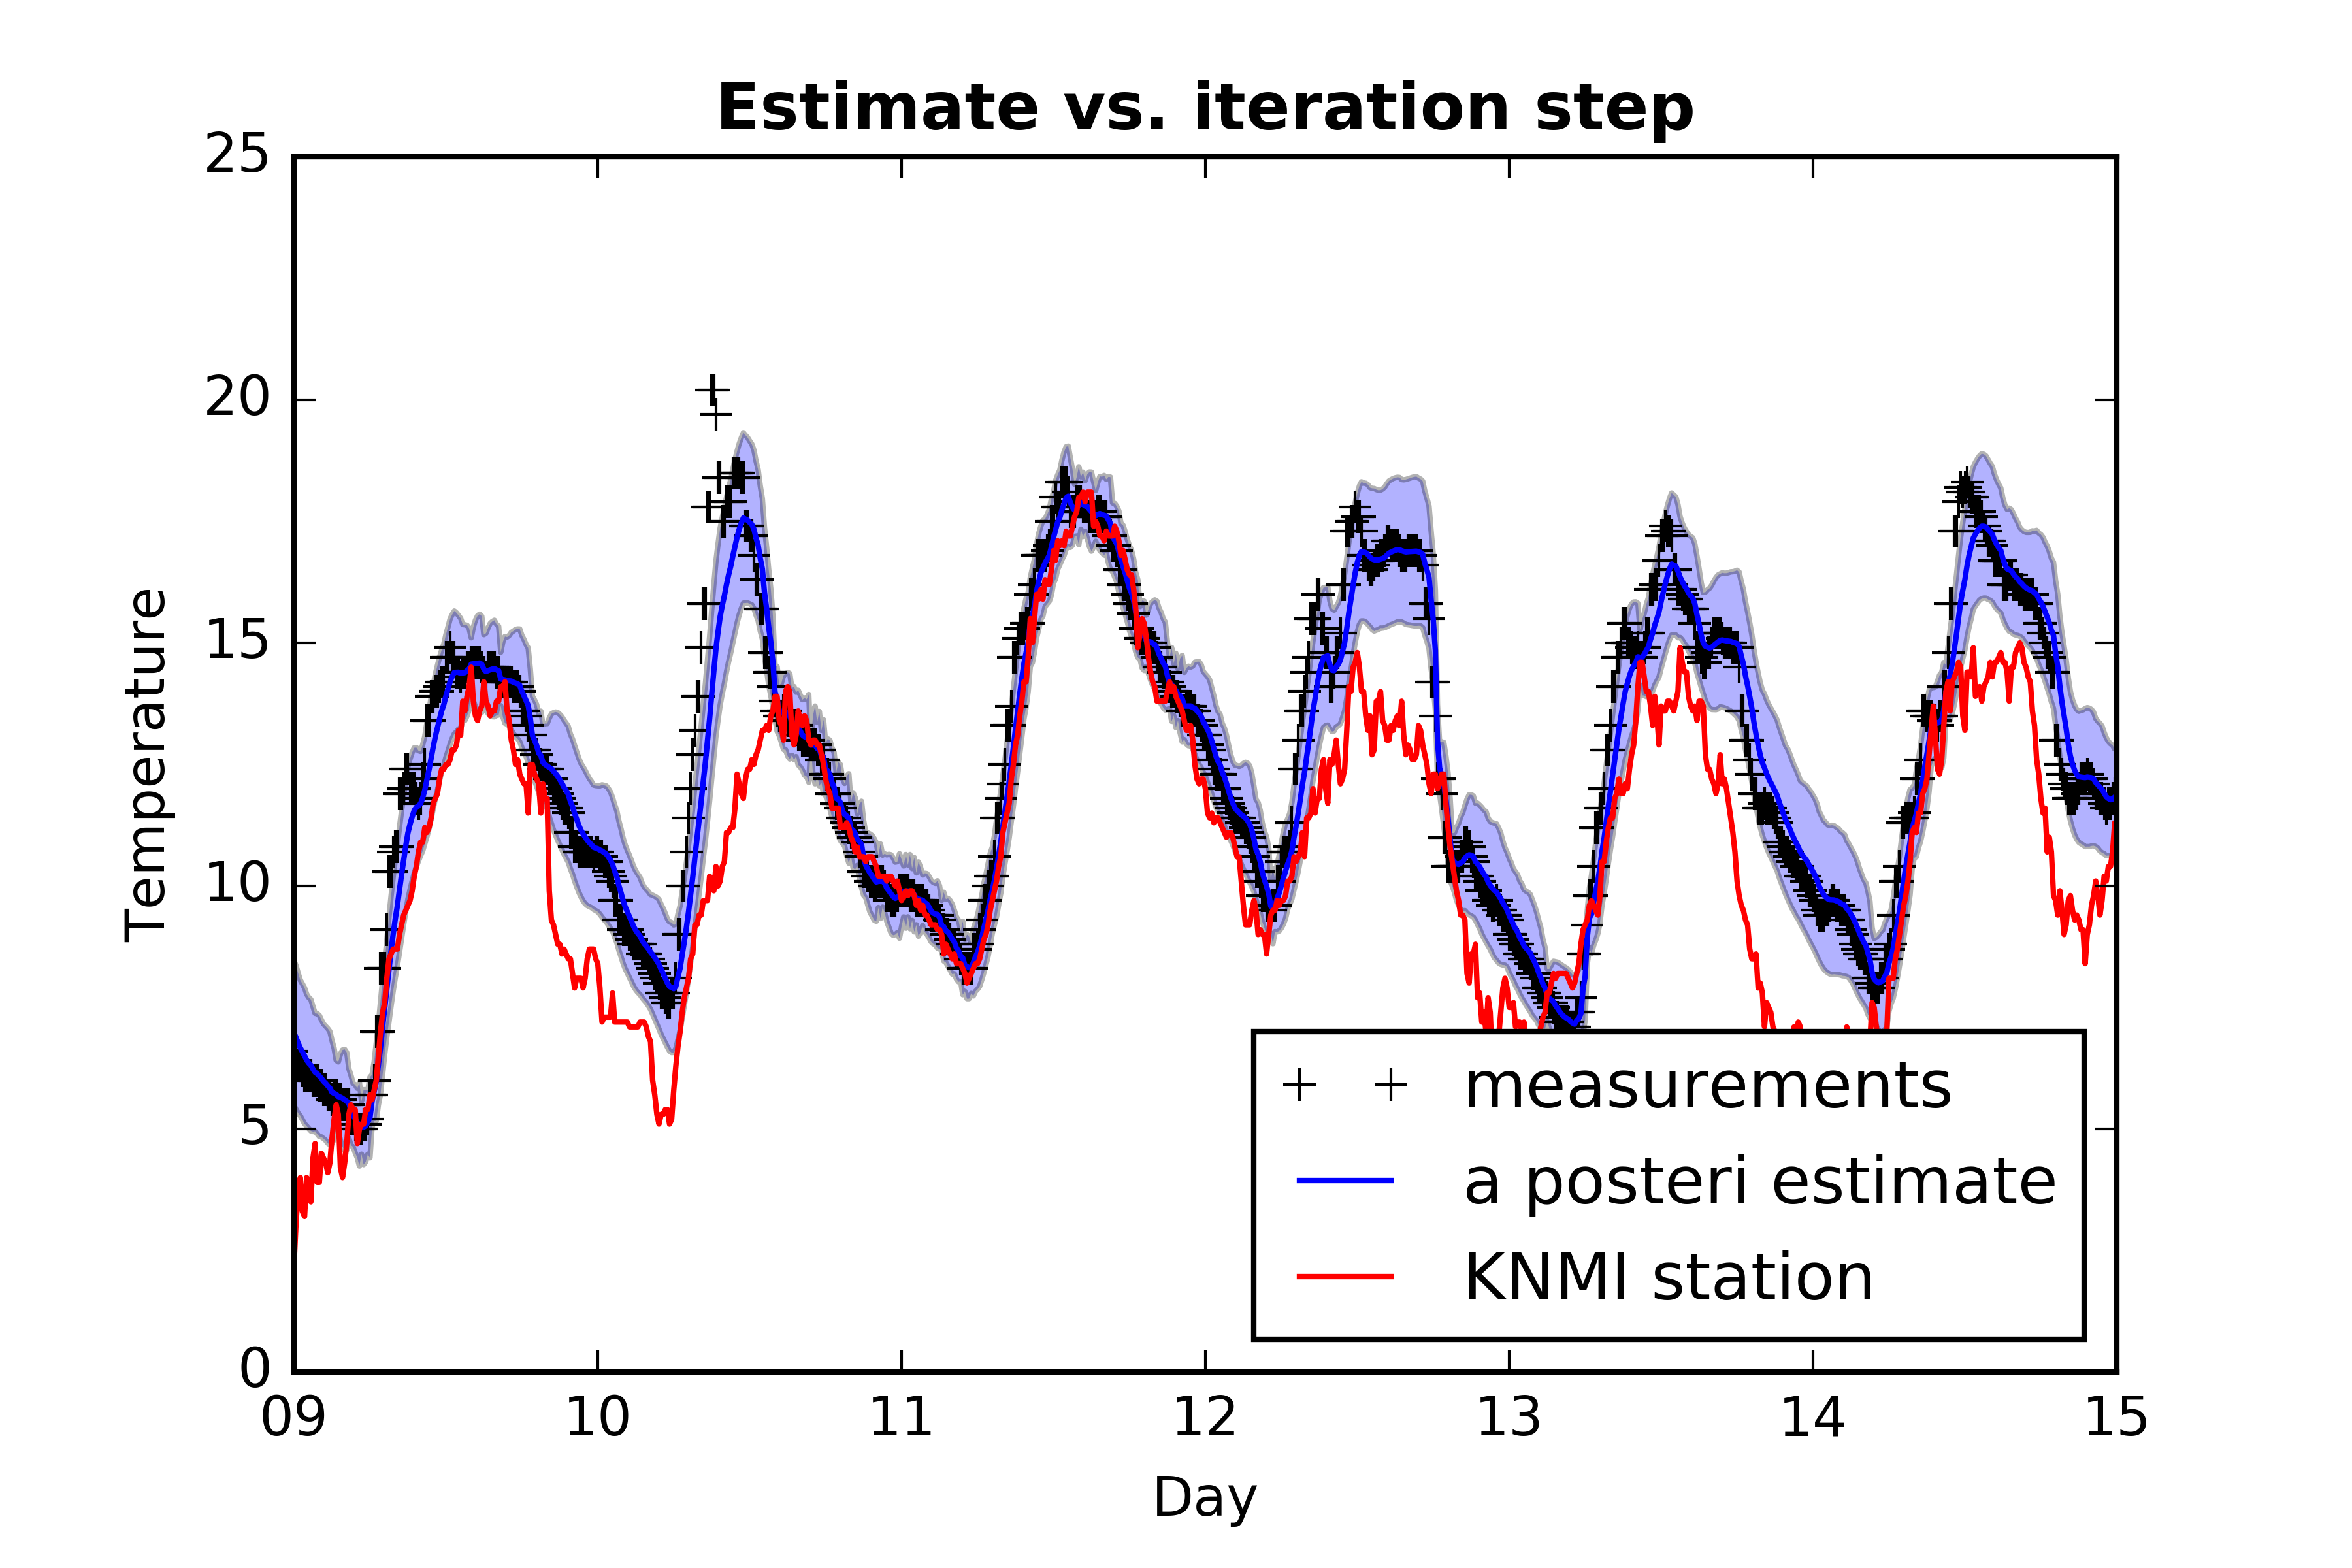 Estimate vs. iteration step
25
20
15
10
5
0
Temperature
09 10 11 12 13 14 15
Day
measurements
a posteri estimate
KNMI station